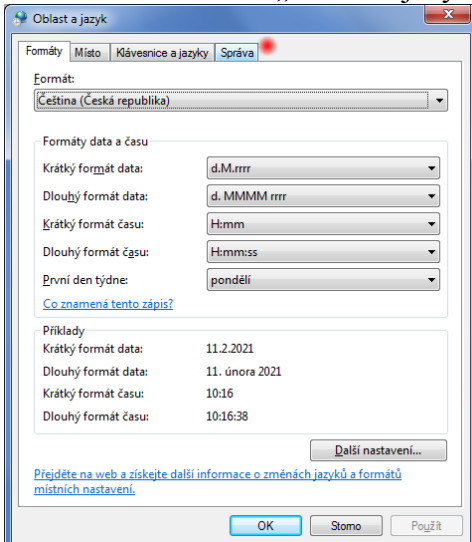 Oblast a jazyk
Formáty Místo Klávesnice a jazyky Správa
Formát:
Čeština (Česká republika)
Formáty data a času
Krátký formát data: d.M.rrrr
Dlouhý formát data: d. MMMM rrrr
Krátký formát času: H:mm
Dlouhý formát času: H:mm:ss
První den týdne: pondělí
Co znamená tento zápis?
Příklady
Krátký formát data: 11.2.2021
Dlouhý formát data: 11. února 2021
Krátký formát času: 10:16
Dlouhý formát času: 10:16:38
Další nastavení...
Přejděte na web a získejte další informace o změnách jazyků a formátů
místních nastavení.
OK Storno Použít